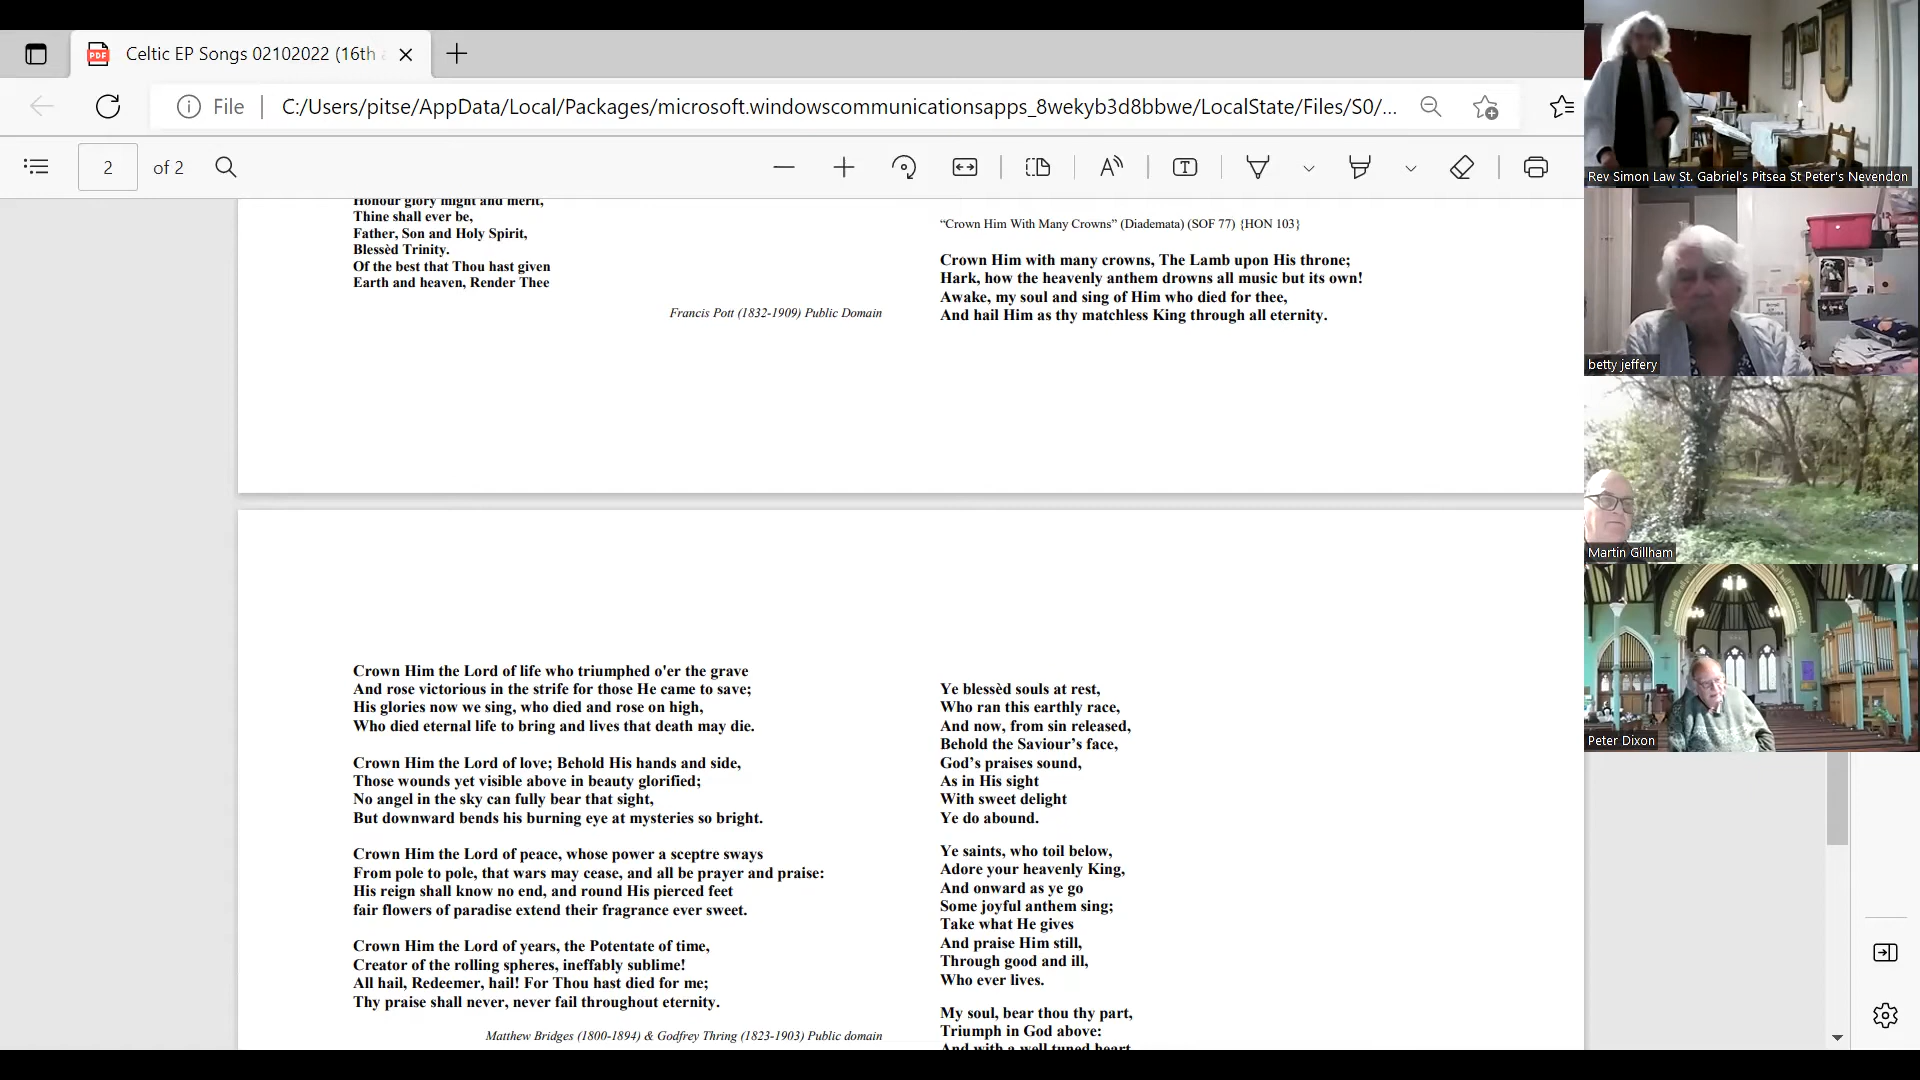 Celtic EP Songs 02102022 (16th
File
C:/Users/pitse/AppData/Local/Packages/microsoft.windowscommunicationsapps_8wekyb3d8bbwe/LocalState/Files/S0/...
2 of 2
Honour glory might and merit,
Thine shall ever be,
Father, Son and Holy Spirit,
Blessèd Trinity.
Of the best that Thou hast given
Earth and heaven, Render Thee
Francis Pott (1832-1909) Public Domain
“Crown Him With Many Crowns” (Diademata) (SOF 77) {HON 103}
Crown Him with many crowns, The Lamb upon His throne;
Hark, how the heavenly anthem drowns all music but its own!
Awake, my soul and sing of Him who died for thee,
And hail Him as thy matchless King through all eternity.
Crown Him the Lord of life who triumphed o'er the grave
And rose victorious in the strife for those He came to save;
His glories now we sing, who died and rose on high,
Who died eternal life to bring and lives that death may die.
Crown Him the Lord of love; Behold His hands and side,
Those wounds yet visible above in beauty glorified;
No angel in the sky can fully bear that sight,
But downward bends his burning eye at mysteries so bright.
Crown Him the Lord of peace, whose power a sceptre sways
From pole to pole, that wars may cease, and all be prayer and praise:
His reign shall know no end, and round His pierced feet
fair flowers of paradise extend their fragrance ever sweet.
Crown Him the Lord of years, the Potentate of time,
Creator of the rolling spheres, ineffably sublime!
All hail, Redeemer, hail! For Thou hast died for me;
Thy praise shall never, never fail throughout eternity.
Matthew Bridges (1800-1894) & Godfrey Thring (1823-1903) Public domain
Ye blessèd souls at rest,
Who ran this earthly race,
And now, from sin released,
Behold the Saviour’s face,
God’s praises sound,
As in His sight
With sweet delight
Ye do abound.
Ye saints, who toil below,
Adore your heavenly King,
And onward as ye go
Some joyful anthem sing;
Take what He gives
And praise Him still,
Through good and ill,
Who ever lives.
My soul, bear thou thy part,
Triumph in God above:
And with a well tuned heart
Rev Simon Law St. Gabriel's Pitsea St Peter's Nevendon
betty jeffery
Martin Gillham
Peter Dixon